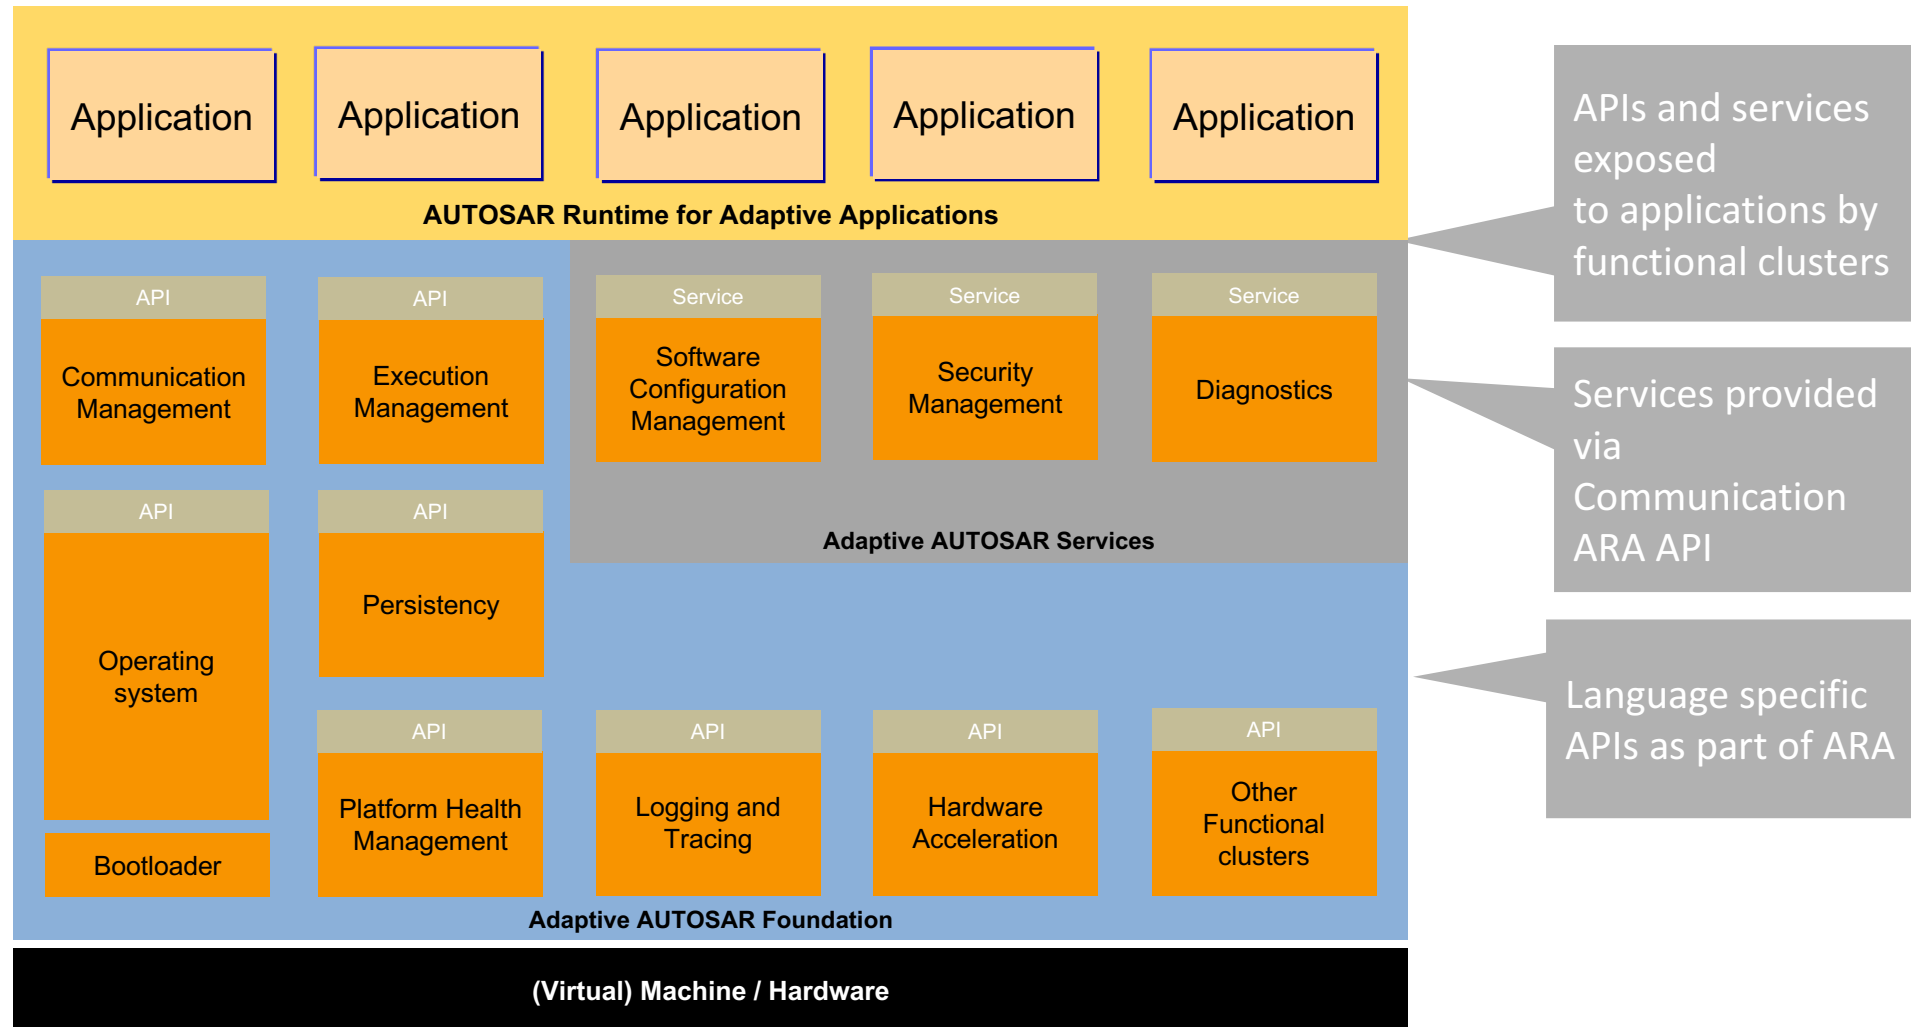 Application
Application
Application
Application
Application
AUTOSAR Runtime for Adaptive Applications
API
Communication
Management
API
Execution
Management
Service
Software
Configuration
Management
Service
Security
Management
Service
Diagnostics
Adaptive AUTOSAR Services
API
Operating
system
API
Persistency
Bootloader
API
Platform Health
Management
API
Logging and
Tracing
API
Hardware
Acceleration
API
Other
Functional
clusters
Adaptive AUTOSAR Foundation
(Virtual) Machine / Hardware
APIs and services
exposed
to applications by
functional clusters
Services provided
via
Communication
ARA API
Language specific
APIs as part of ARA